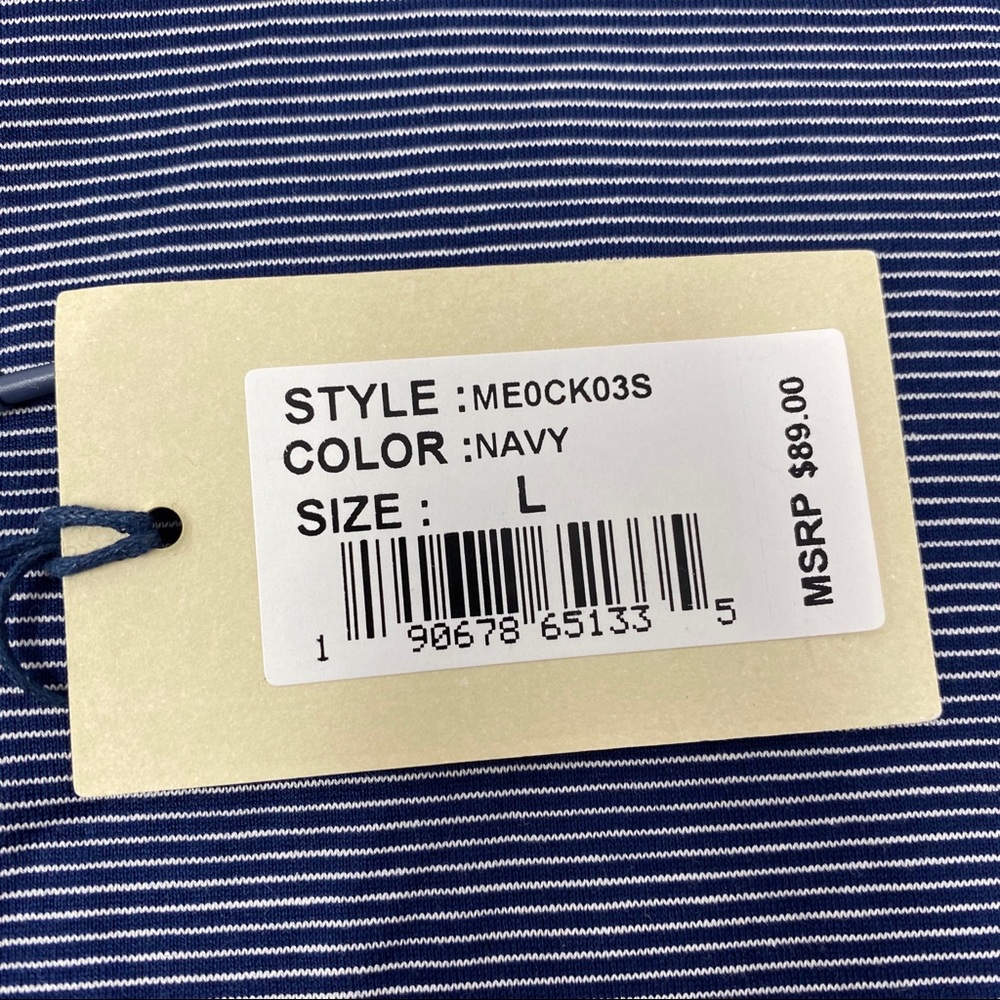 STYLE :ME0CK03S
COLOR :NAVY
SIZE : L
1 90678 65133 5
MSRP $89.00